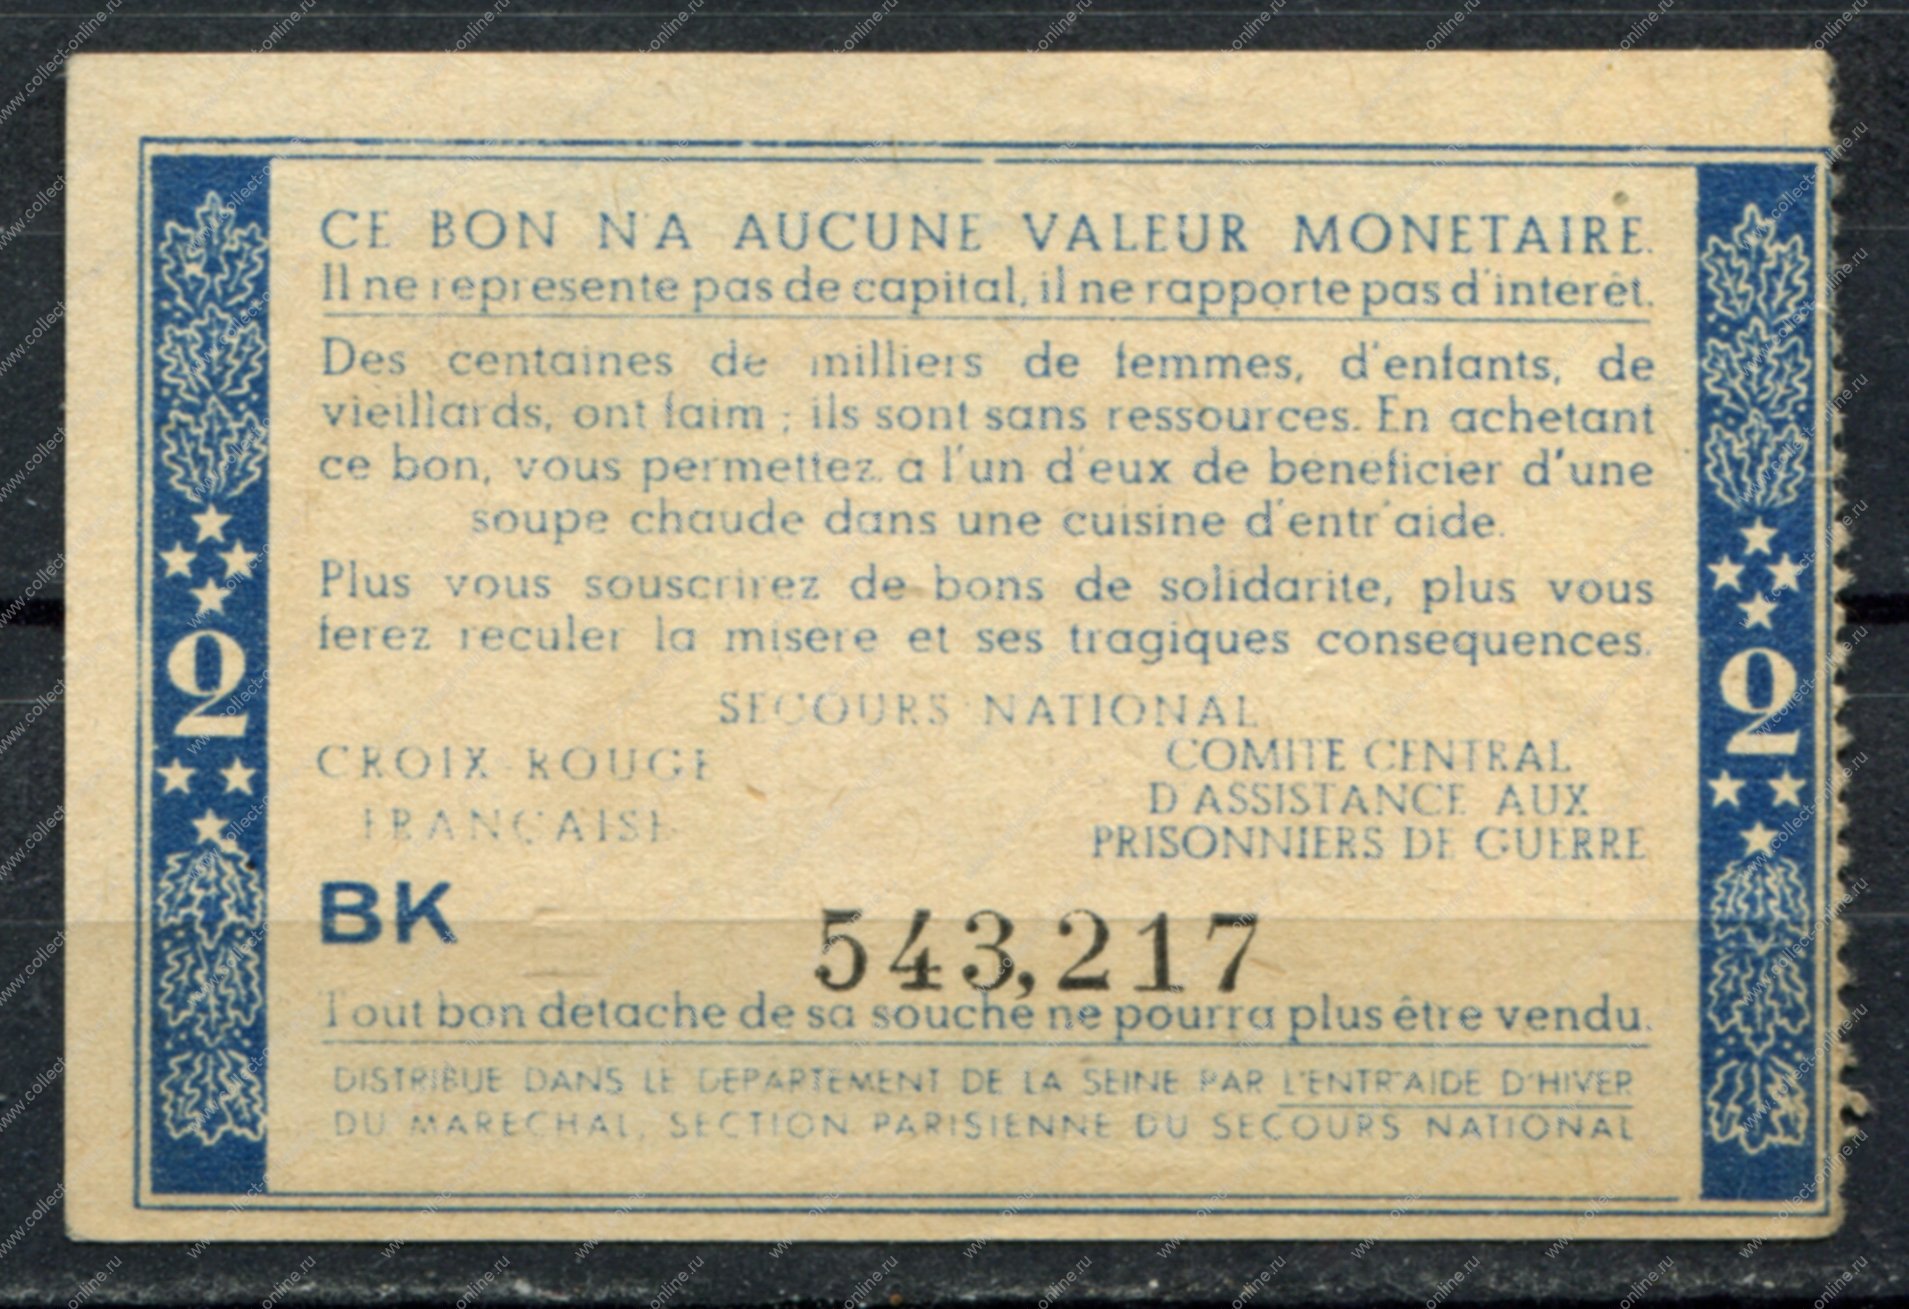 CE BON N'A AUCUNE VALEUR MONETAIRE.
Il ne represente pas de capital, il ne rapporte pas d'interêt.
Des centaines de milliers de femmes, d'enfants, de
vieillards, ont faim ; ils sont sans ressources. En achetant
ce bon, vous permettez a l'un d'eux de beneficier d'une
soupe chaude dans une cuisine d'entr'aide.
Plus vous souscrirez de bons de solidarite, plus vous
ferez reculer la misere et ses tragiques consequences.
2
2
SECOURS NATIONAL
CROIX-ROUGE
FRANÇAISE
COMITE CENTRAL
D'ASSISTANCE AUX
PRISONNIERS DE GUERRE
BK
543,217
Tout bon detache de sa souche ne pourra plus être vendu.
DISTRIBUE DANS LE DEPARTEMENT DE LA SEINE PAR L'ENTR'AIDE D'HIVER
DU MARECHAL, SECTION PARISIENNE DU SECOURS NATIONAL
www.collect-online.ru